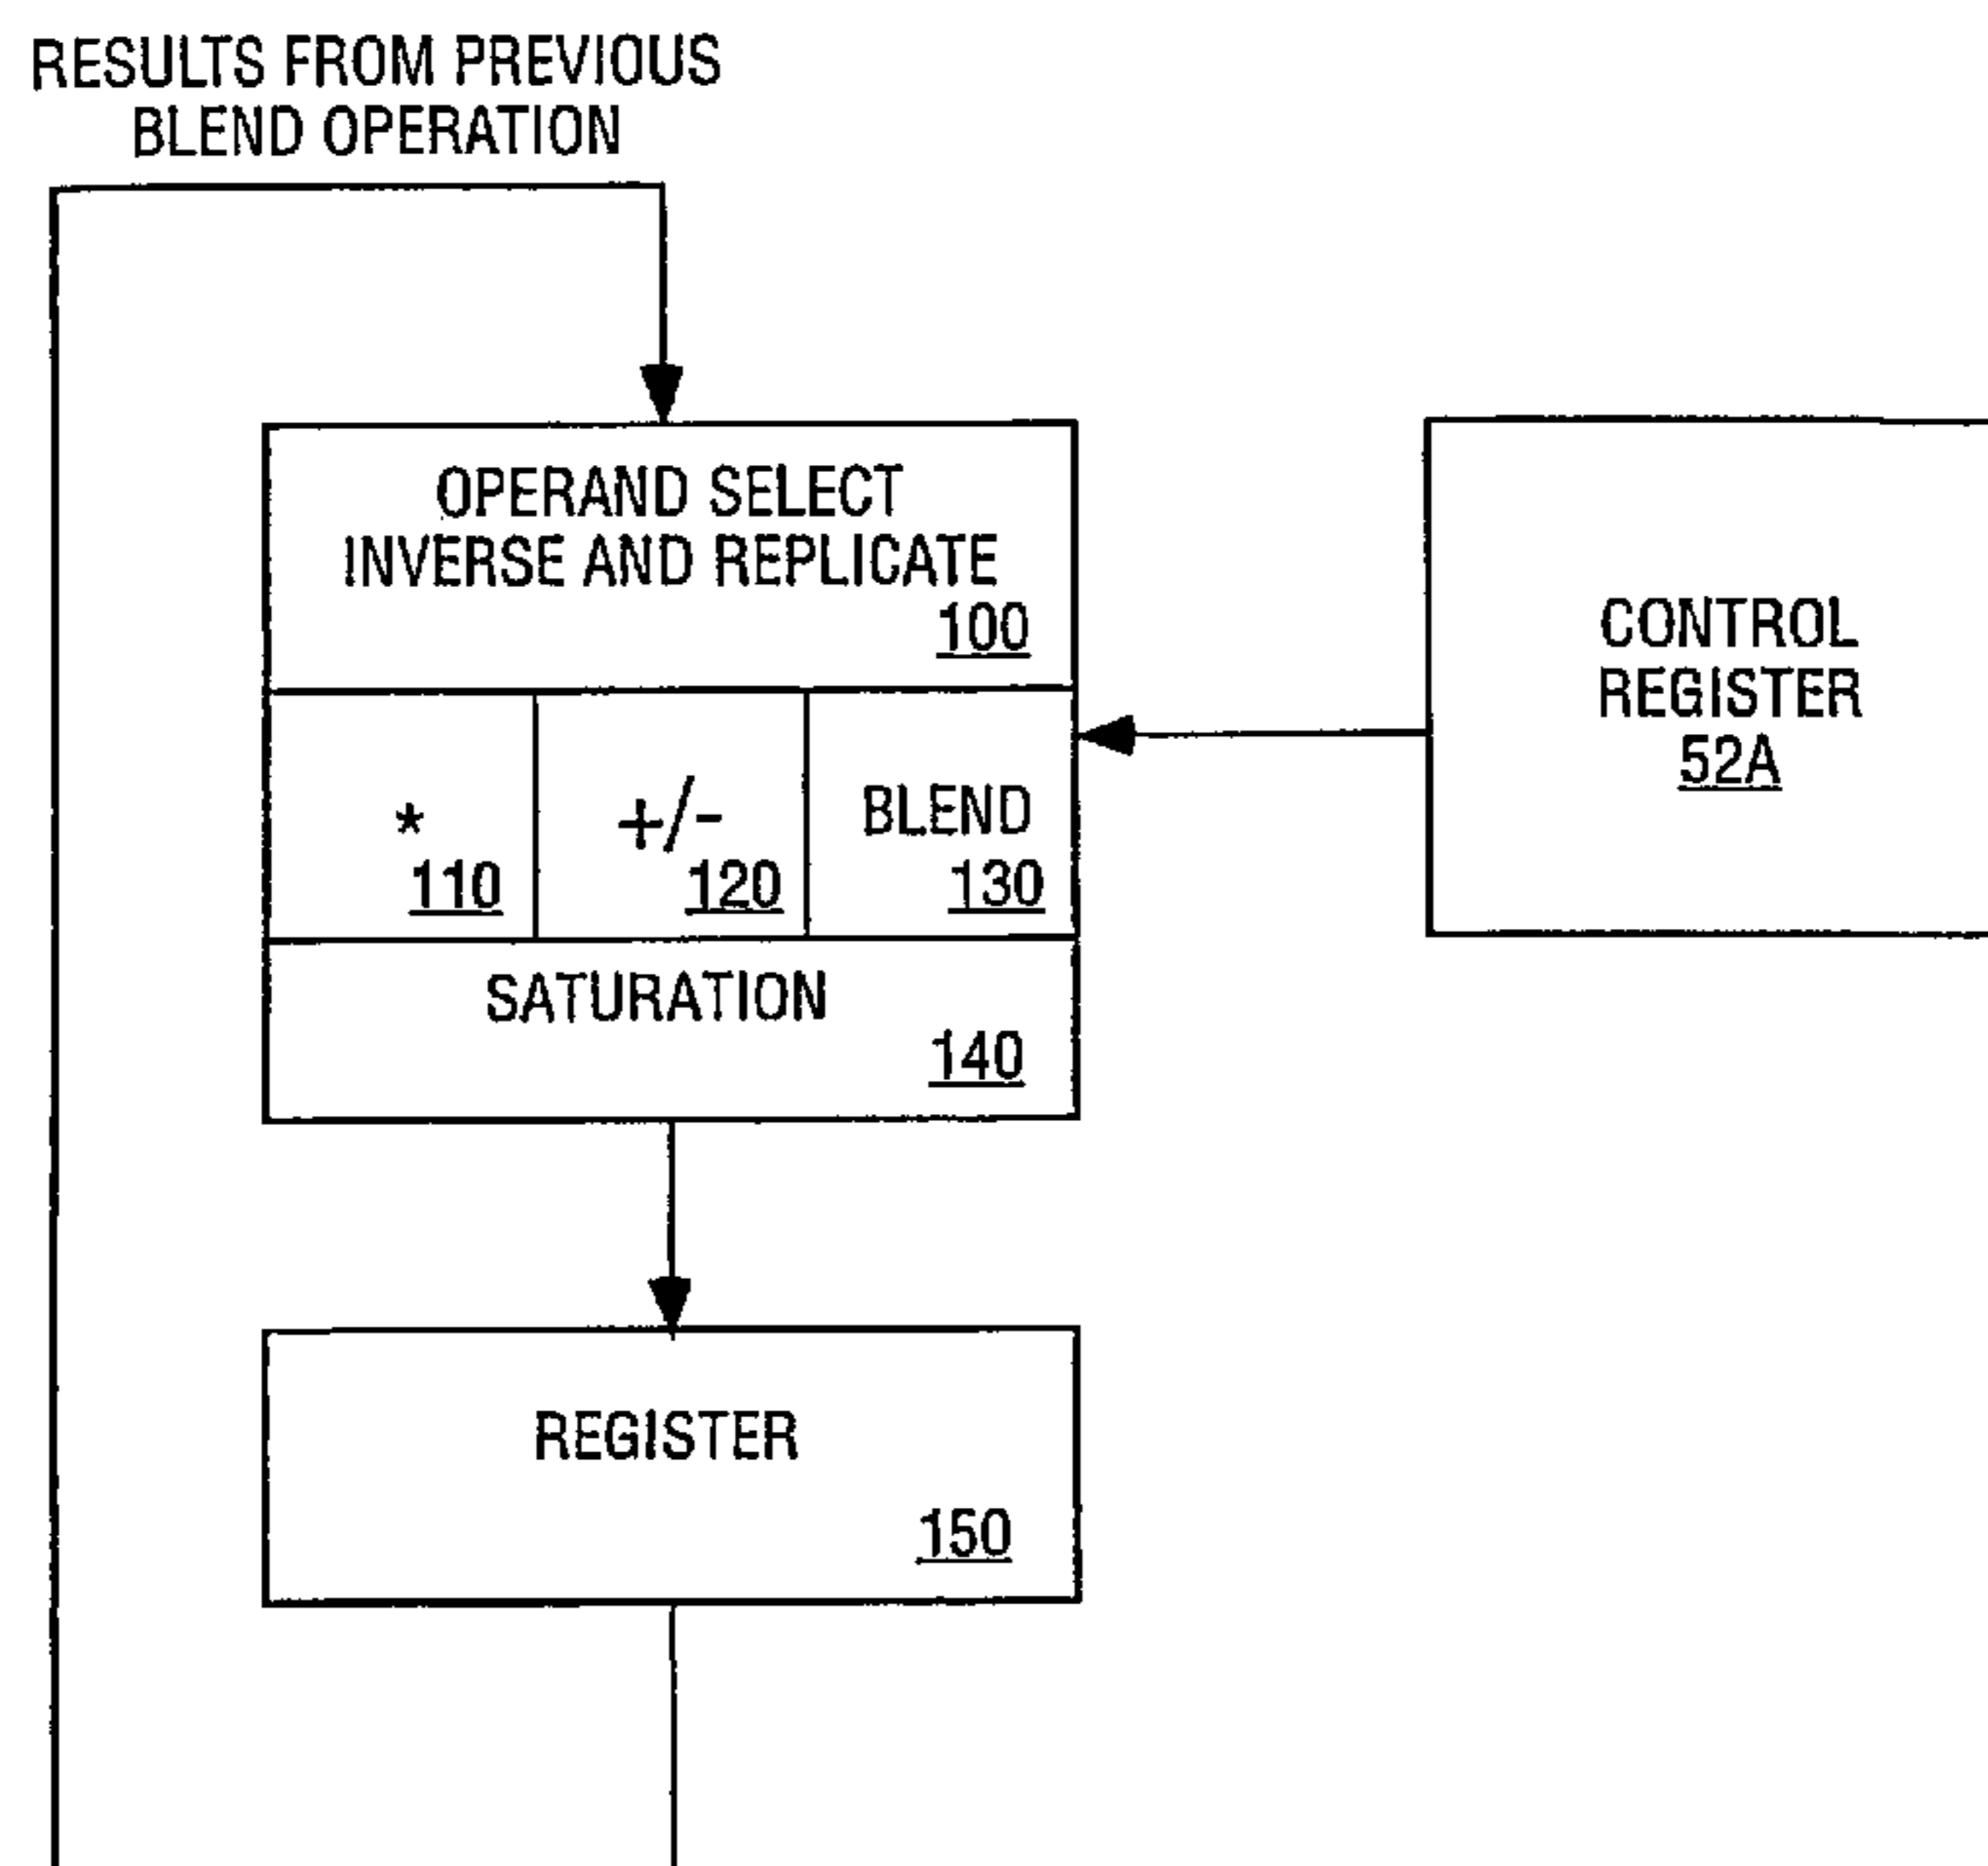 RESULTS FROM PREVIOUS
BLEND OPERATION
OPERAND SELECT
INVERSE AND REPLICATE
100
CONTROL
REGISTER
52A
*
110
+/-
120
BLEND
130
SATURATION
140
REGISTER
150